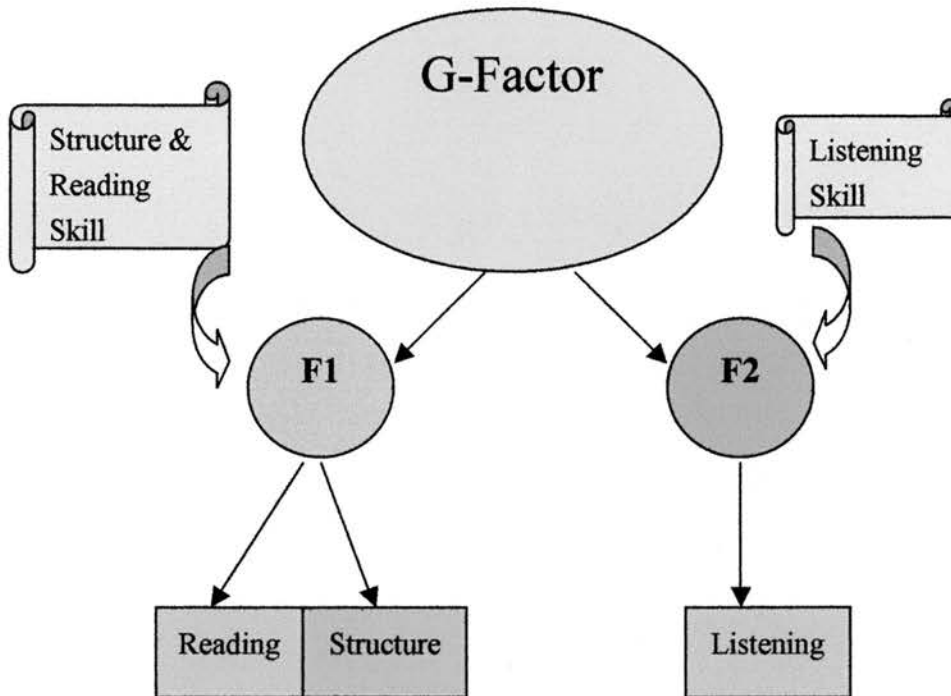 G-Factor
Structure &
Reading
Skill
Listening
Skill
F1
F2
Reading
Structure
Listening